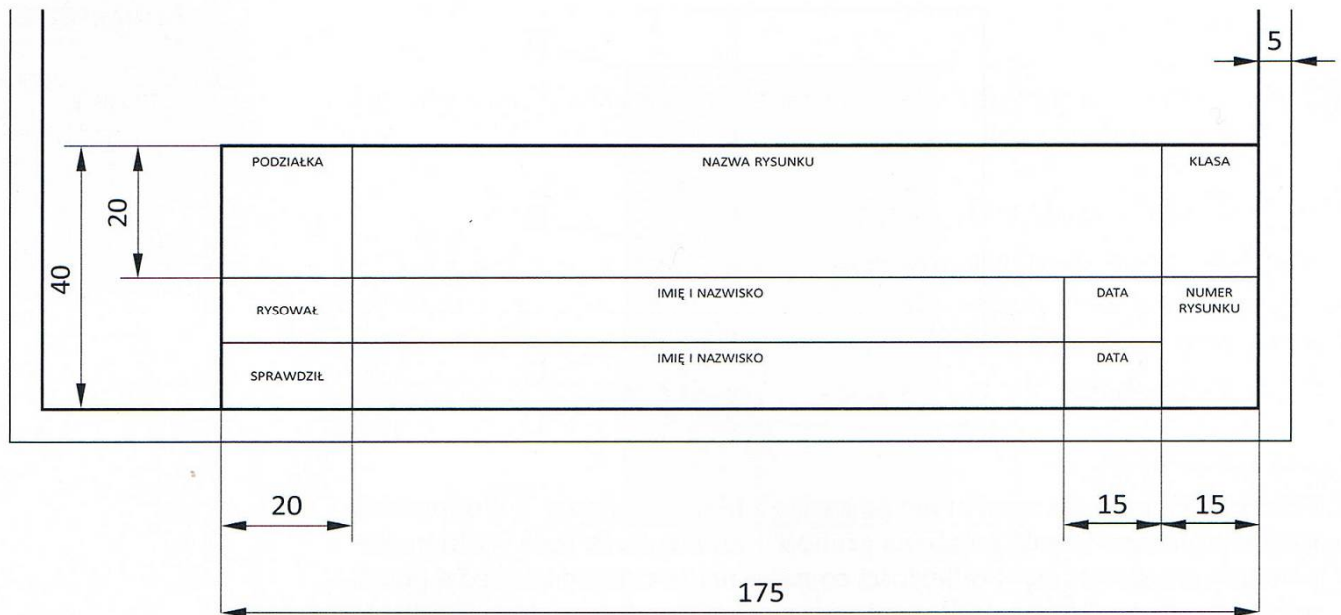 5
PODZIAŁKA
NAZWA RYSUNKU
KLASA
20
40
RYSOWAŁ
IMIĘ I NAZWISKO
DATA
NUMER
RYSUNKU
SPRAWDZIŁ
IMIĘ I NAZWISKO
DATA
20
15
15
175